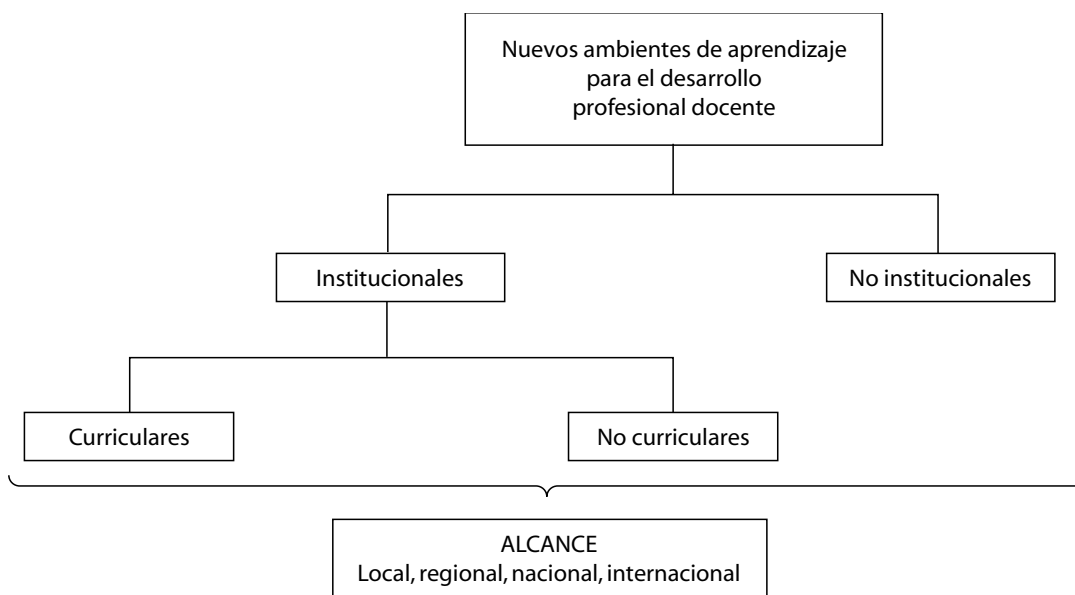 Nuevos ambientes de aprendizaje
para el desarrollo
profesional docente
Institucionales
No institucionales
Curriculares
No curriculares
ALCANCE
Local, regional, nacional, internacional